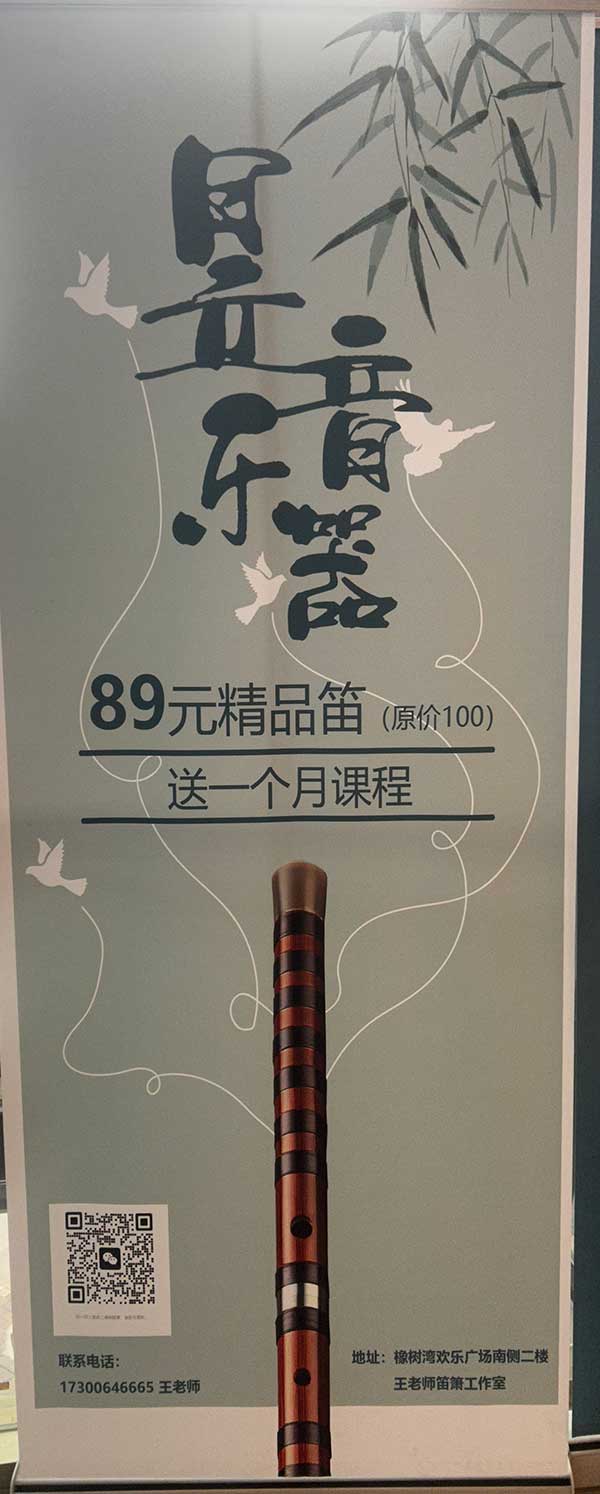 昱音
乐器
89元精品笛（原价100）
送一个月课程
联系电话：
17300646665 王老师
地址：橡树湾欢乐广场南侧二楼
王老师笛箫工作室